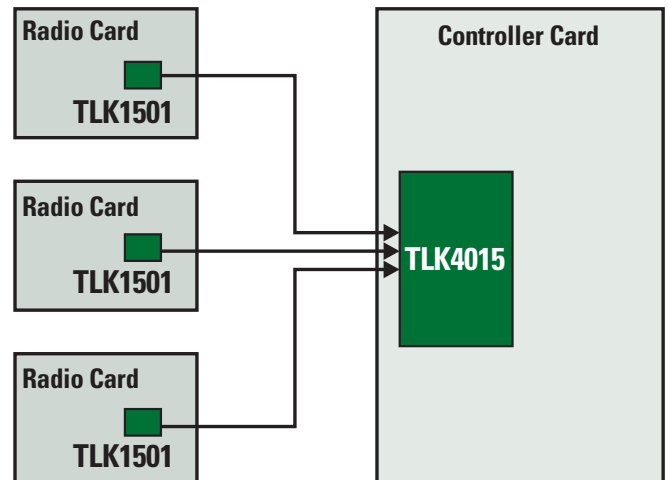 Radio Card
TLK1501
Radio Card
TLK1501
Radio Card
TLK1501
Controller Card
TLK4015